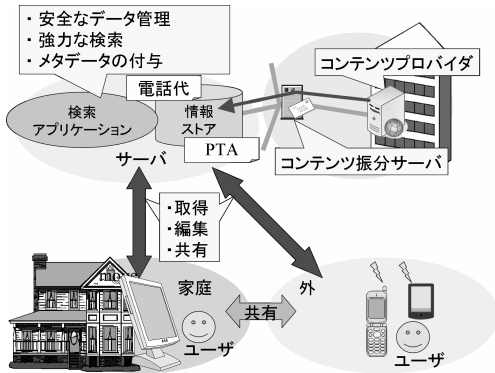 ・安全なデータ管理
・強力な検索
・メタデータの付与
電話代
検索
アプリケーション
情報
ストア
PTA
サーバ
コンテンツプロバイダ
コンテンツ振分サーバ
・取得
・編集
・共有
家庭
外
共有
ユーザ
ユーザ